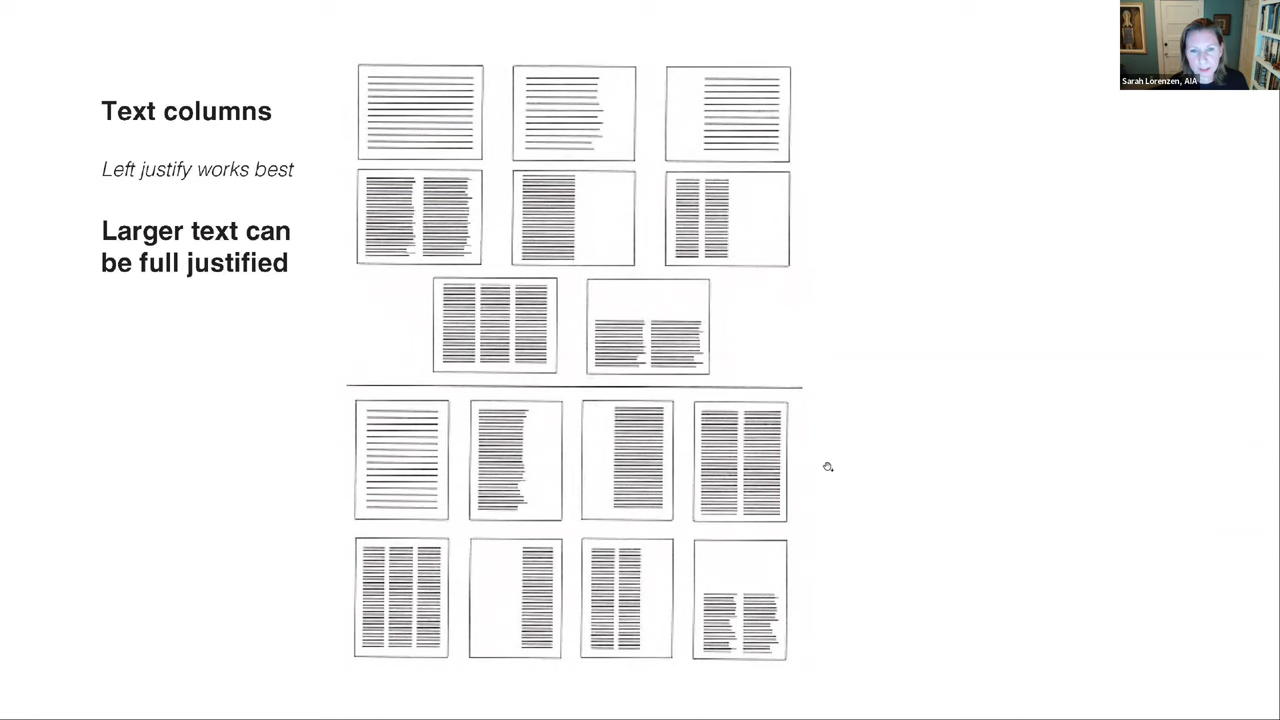 Text columns
Left justify works best
Larger text can
be full justified
Sarah Lorenzen, AIA